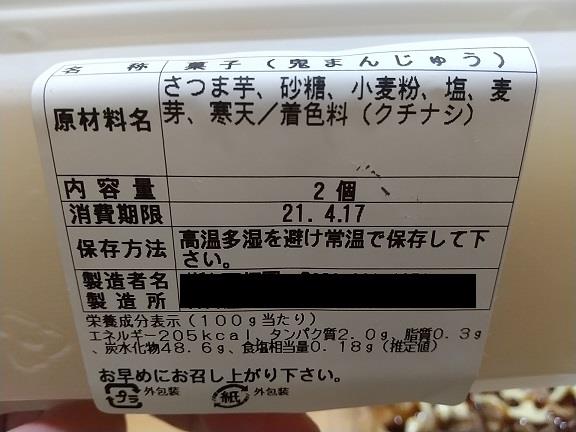 名 称 菓子（鬼まんじゅう）
原材料名 さつま芋、砂糖、小麦粉、塩、麦
芽、寒天／着色料（クチナシ）
内容量 2個
消費期限 21.4.17
保存方法 高温多湿を避け常温で保存して下
さい。
製造者名
製造所
栄養成分表示（100g当たり）
エネルギー205kcal、タンパク質2.0g、脂質0.3g
、炭水化物48.6g、食塩相当量0.18g（推定値）
お早めにお召し上がり下さい。
プラ 外包装 紙 外包装